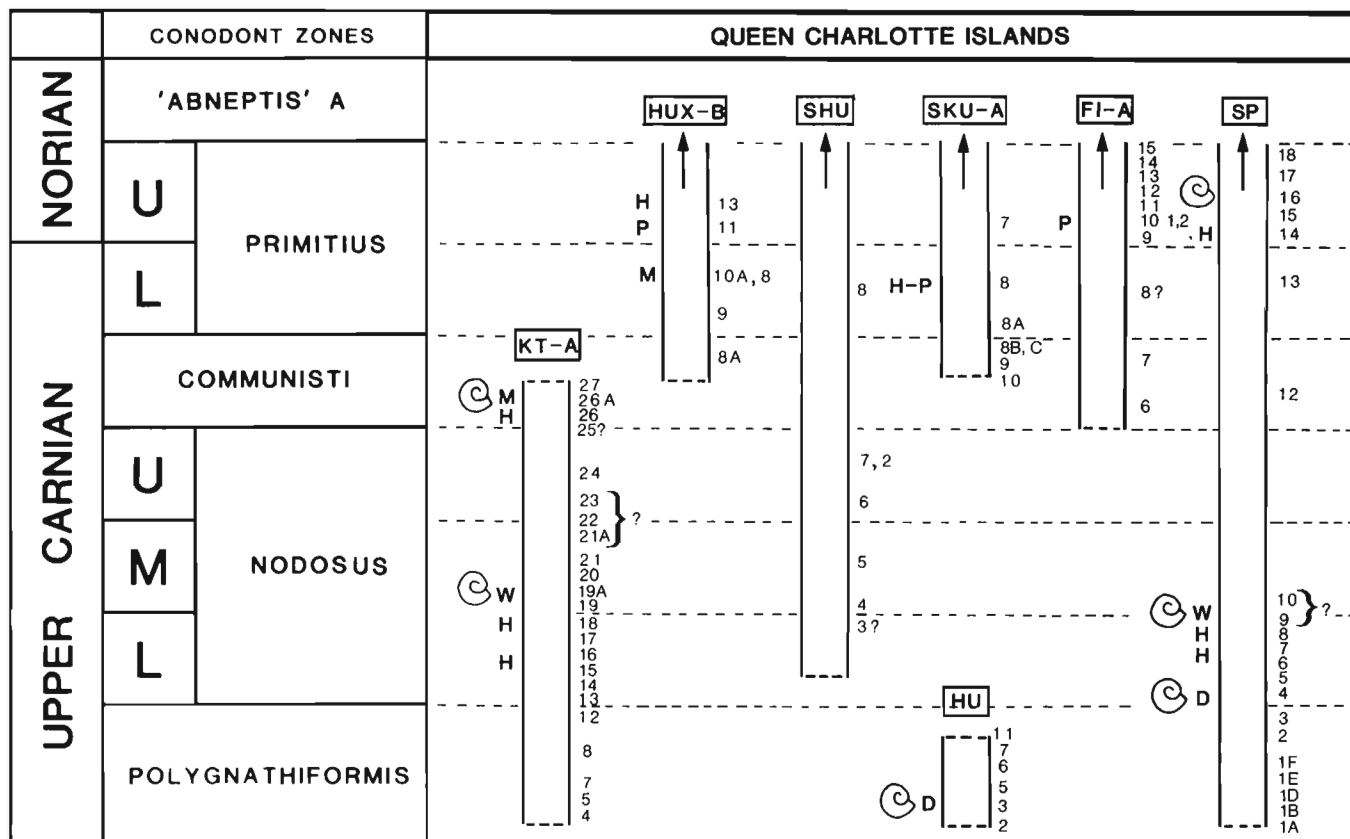 CONODONT ZONES
QUEEN CHARLOTTE ISLANDS
NORIAN
UPPER CARNIAN
'ABNEPTIS' A
U
L
PRIMITIUS
COMMUNISTI
U
M
L
NODOSUS
POLYGNATHIFORMIS
KT-A
27
M 26A
H 26
25?
24
23
22 ?
21A
21
20
W 19A
19
H 18
17
H 16
15
14
13
12
8
7
5
4
HUX-B
H 13
P 11
M 10A, 8
9
8A
SHU
8
7, 2
6
5
4
3?
SKU-A
7
H-P 8
8A
8B, C
9
10
HU
11
7
6
5
D 3
2
FI-A
15
14
13
12
11
P 10 1,2
9
8?
7
6
SP
18
17
16
15
H 14
13
12
10
W 9 ?
H 8
7
H 6
5
D 4
3
2
1F
1E
1D
1B
1A